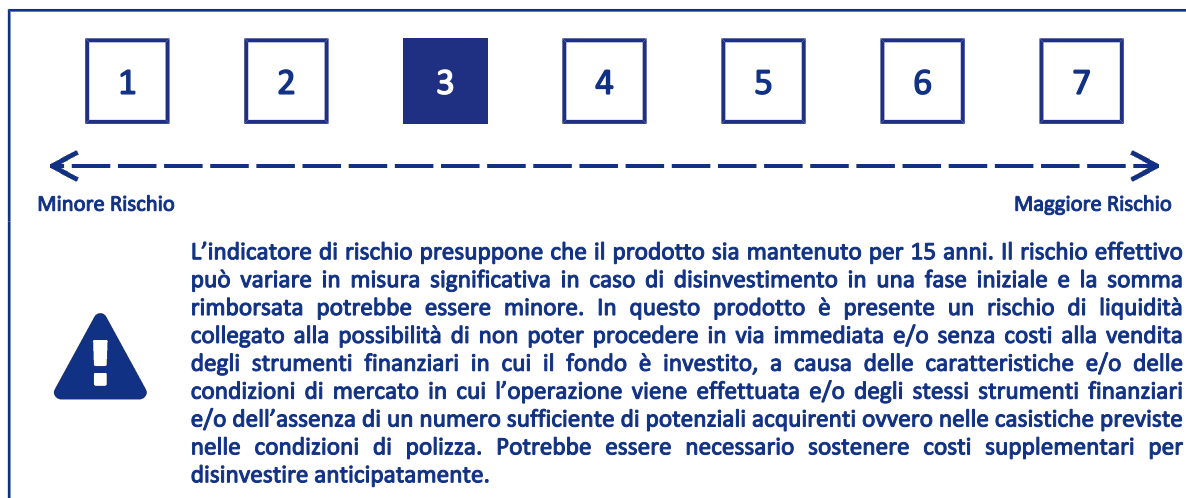 1 2 3 4 5 6 7
Minore Rischio Maggiore Rischio
L'indicatore di rischio presuppone che il prodotto sia mantenuto per 15 anni. Il rischio effettivo
può variare in misura significativa in caso di disinvestimento in una fase iniziale e la somma
rimborsata potrebbe essere minore. In questo prodotto è presente un rischio di liquidità
collegato alla possibilità di non poter procedere in via immediata e/o senza costi alla vendita
degli strumenti finanziari in cui il fondo è investito, a causa delle caratteristiche e/o delle
condizioni di mercato in cui l'operazione viene effettuata e/o degli stessi strumenti finanziari
e/o dell'assenza di un numero sufficiente di potenziali acquirenti ovvero nelle casistiche previste
nelle condizioni di polizza. Potrebbe essere necessario sostenere costi supplementari per
disinvestire anticipatamente.